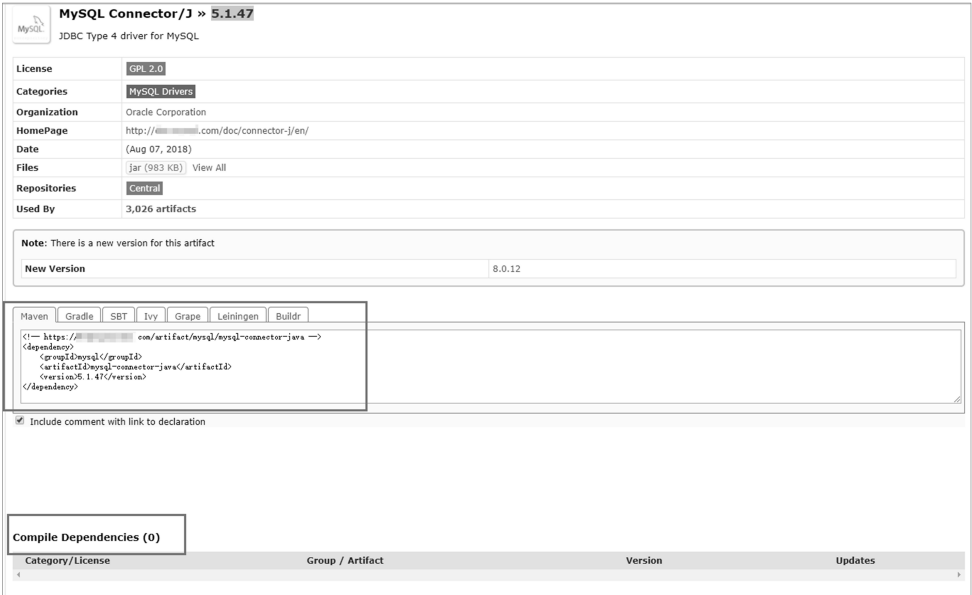 MySQL Connector/J » 5.1.47
MySQL
JDBC Type 4 driver for MySQL
License GPL 2.0
Categories MySQL Drivers
Organization Oracle Corporation
HomePage http:// .com/doc/connector-j/en/
Date (Aug 07, 2018)
Files jar (983 KB) View All
Repositories Central
Used By 3,026 artifacts
Note: There is a new version for this artifact
New Version 8.0.12
Maven Gradle SBT Ivy Grape Leiningen Buildr
<!-- https:// com/artifact/mysql/mysql-connector-java -->
<dependency>
<groupId>mysql</groupId>
<artifactId>mysql-connector-java</artifactId>
<version>5.1.47</version>
</dependency>
Include comment with link to declaration
Compile Dependencies (0)
Category/License Group / Artifact Version Updates